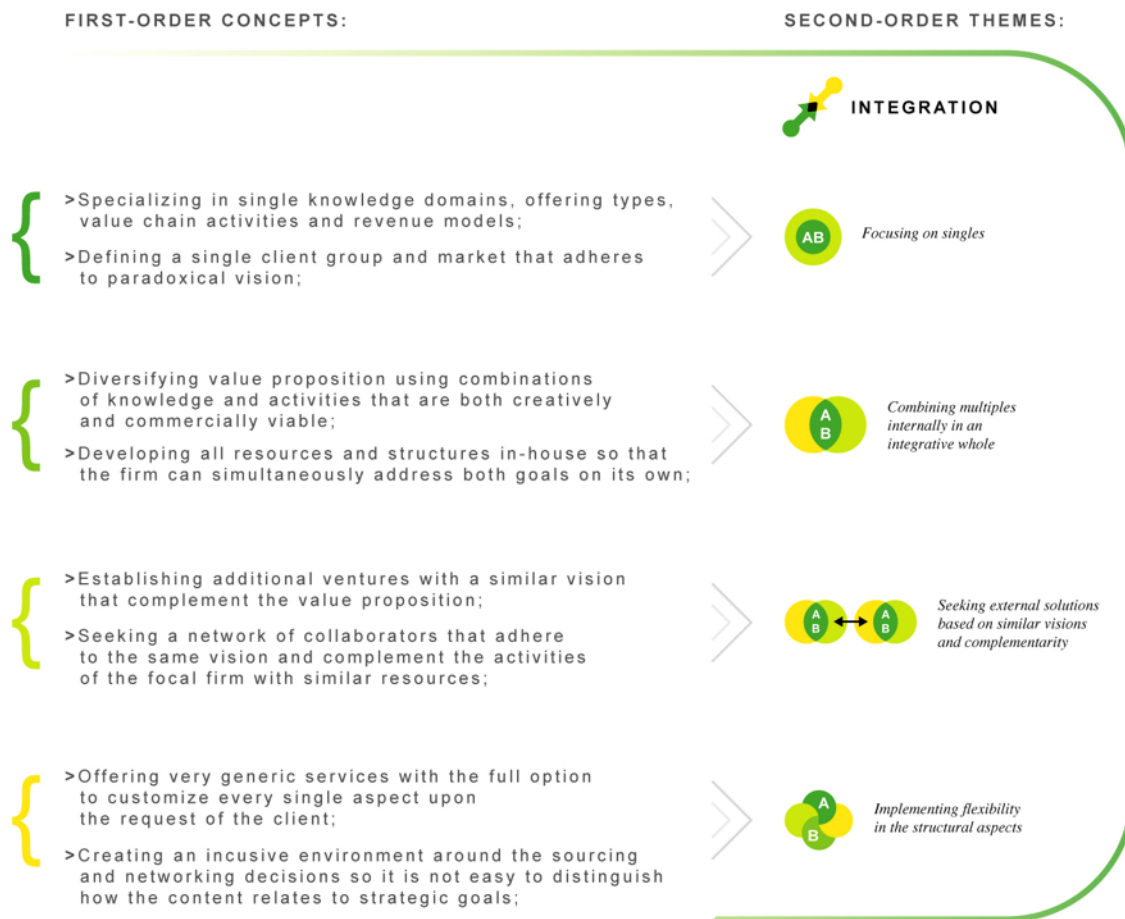 FIRST-ORDER CONCEPTS:
SECOND-ORDER THEMES:
INTEGRATION
>Specializing in single knowledge domains, offering types,
value chain activities and revenue models;
>Defining a single client group and market that adheres
to paradoxical vision;
AB
Focusing on singles
>Diversifying value proposition using combinations
of knowledge and activities that are both creatively
and commercially viable;
>Developing all resources and structures in-house so that
the firm can simultaneously address both goals on its own;
A
B
Combining multiples
internally in an
integrative whole
>Establishing additional ventures with a similar vision
that complement the value proposition;
>Seeking a network of collaborators that adhere
to the same vision and complement the activities
of the focal firm with similar resources;
A
B
A
B
Seeking external solutions
based on similar visions
and complementarity
>Offering very generic services with the full option
to customize every single aspect upon
the request of the client;
>Creating an incusive environment around the sourcing
and networking decisions so it is not easy to distinguish
how the content relates to strategic goals;
A
B
Implementing flexibility
in the structural aspects